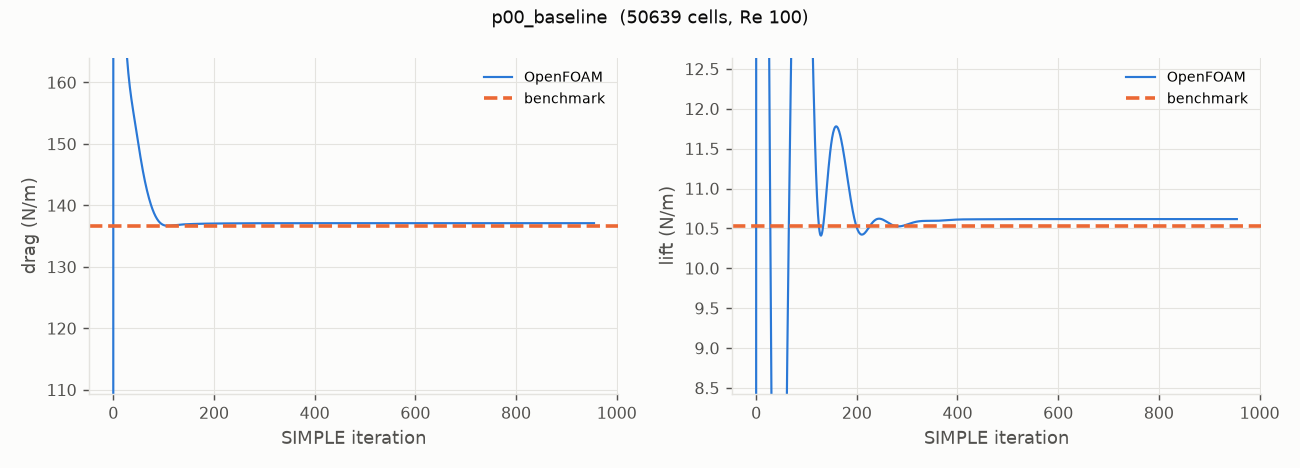 p00_baseline (50639 cells, Re 100)
drag (N/m)
160
150
140
130
120
110
OpenFOAM
benchmark
0 200 400 600 800 1000
SIMPLE iteration
lift (N/m)
12.5
12.0
11.5
11.0
10.5
10.0
9.5
9.0
8.5
OpenFOAM
benchmark
0 200 400 600 800 1000
SIMPLE iteration